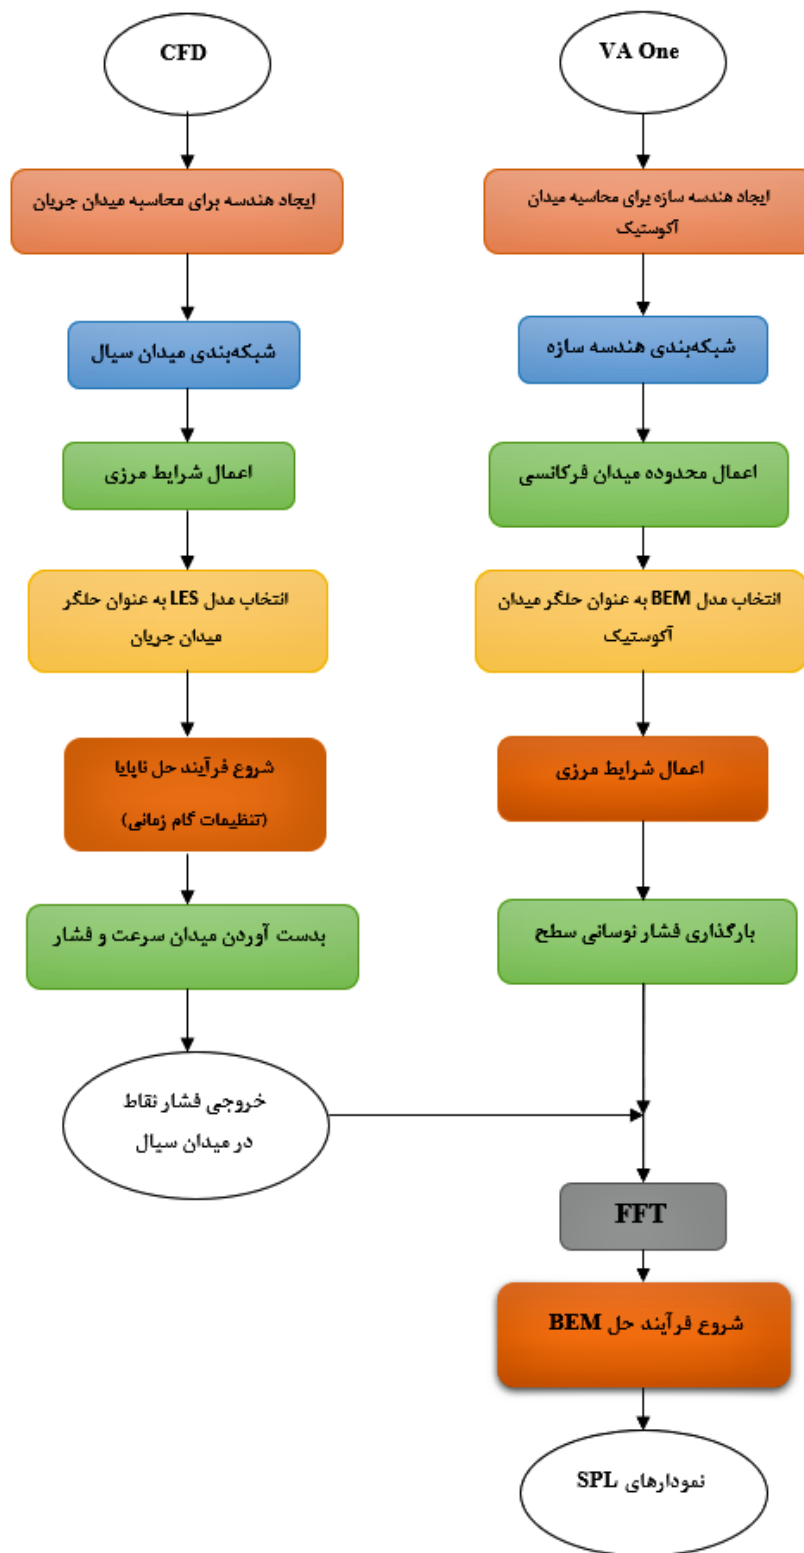 CFD
ایجاد هندسه برای محاسبه میدان جریان
شبکه‌بندی میدان سیال
اعمال شرایط مرزی
انتخاب مدل LES به عنوان حلگر
میدان جریان
شروع فرآیند حل ناپایا
(تنظیمات گام زمانی)
بدست آوردن میدان سرعت و فشار
خروجی فشار نقاط
در میدان سیال
VA One
ایجاد هندسه سازه برای محاسبه میدان
آکوستیک
شبکه‌بندی هندسه سازه
اعمال محدوده میدان فرکانسی
انتخاب مدل BEM به عنوان حلگر میدان
آکوستیک
اعمال شرایط مرزی
بارگذاری فشار نوسانی سطح
FFT
شروع فرآیند حل BEM
نمودارهای SPL